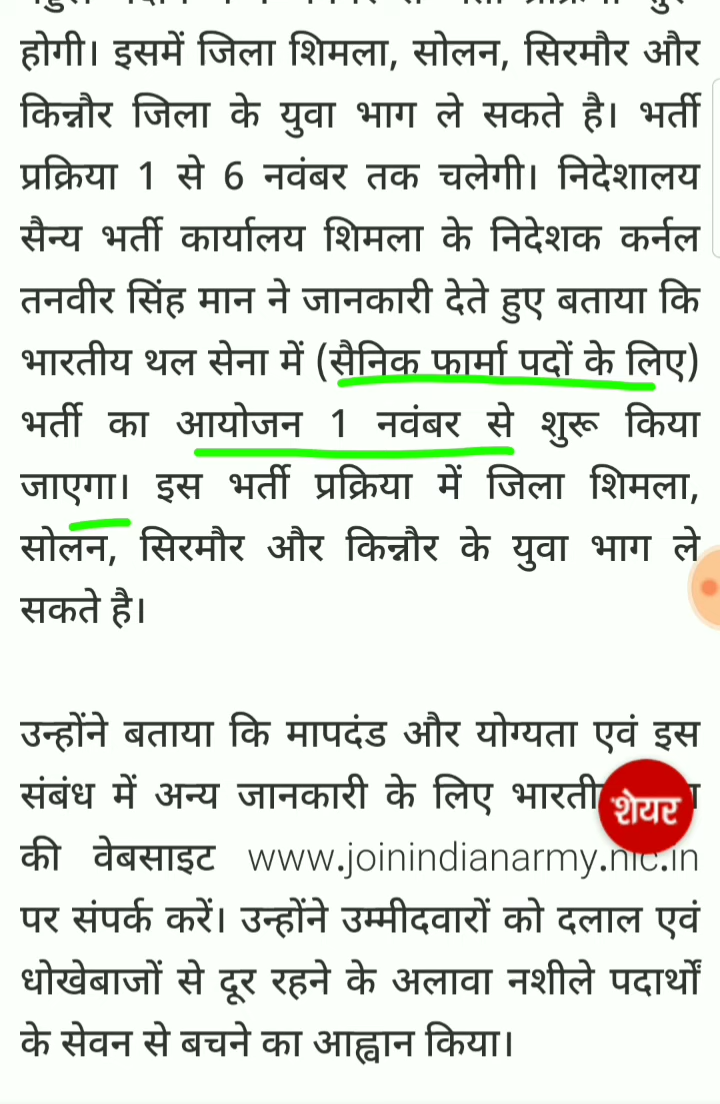 होगी। इसमें जिला शिमला, सोलन, सिरमौर और
किन्नौर जिला के युवा भाग ले सकते है। भर्ती
प्रक्रिया 1 से 6 नवंबर तक चलेगी। निदेशालय
सैन्य भर्ती कार्यालय शिमला के निदेशक कर्नल
तनवीर सिंह मान ने जानकारी देते हुए बताया कि
भारतीय थल सेना में (सैनिक फार्मा पदों के लिए)
भर्ती का आयोजन 1 नवंबर से शुरू किया
जाएगा। इस भर्ती प्रक्रिया में जिला शिमला,
सोलन, सिरमौर और किन्नौर के युवा भाग ले
सकते है।
उन्होंने बताया कि मापदंड और योग्यता एवं इस
संबंध में अन्य जानकारी के लिए
शेयर
की वेबसाइट www.joinindianarmy.nic.in
पर संपर्क करें। उन्होंने उम्मीदवारों को दलाल एवं
धोखेबाजों से दूर रहने के अलावा नशीले पदार्थों
के सेवन से बचने का आह्वान किया।